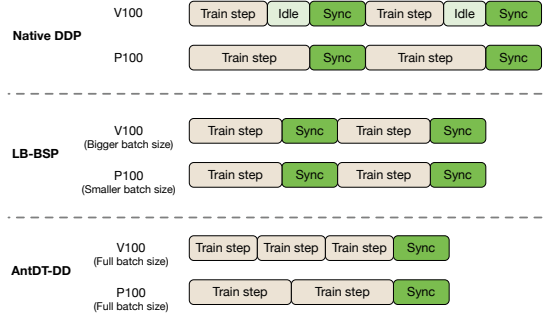 V100 Train step Idle Sync Train step Idle Sync
Native DDP
P100 Train step Sync Train step Sync
V100 Train step Sync Train step Sync
(Bigger batch size)
LB-BSP
P100 Train step Sync Train step Sync
(Smaller batch size)
V100 Train step Train step Train step Sync
(Full batch size)
AntDT-DD
P100 Train step Train step Sync
(Full batch size)